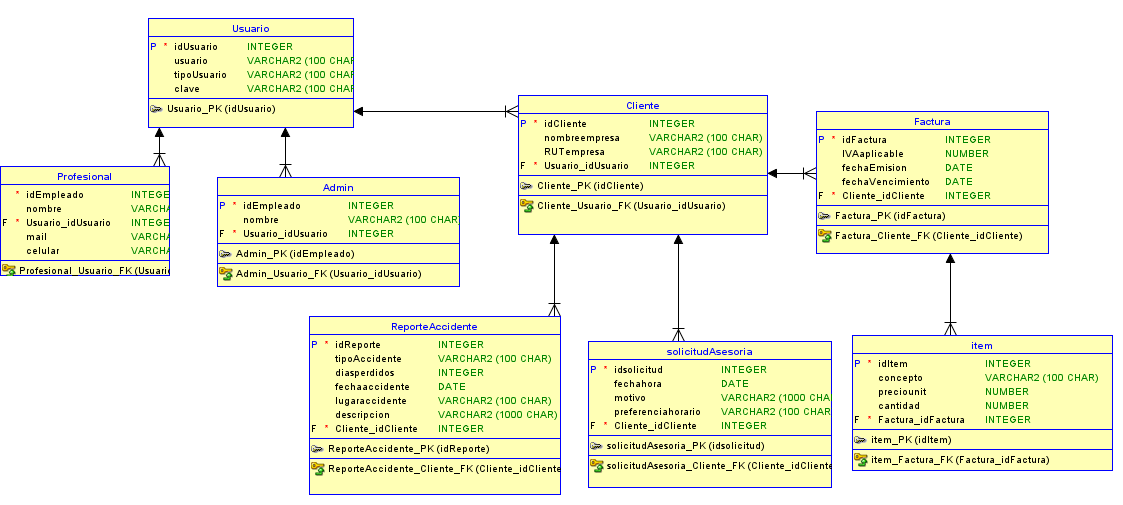 Usuario
P * idUsuario INTEGER
usuario VARCHAR2 (100 CHAR
tipoUsuario VARCHAR2 (100 CHAR
clave VARCHAR2 (100 CHAR
Usuario_PK (idUsuario)
Profesional
* idEmpleado INTEGE
nombre VARCHA
F * Usuario_idUsuario INTEGE
mail VARCHA
celular VARCHA
Profesional_Usuario_FK (Usuari
Admin
P * idEmpleado INTEGER
nombre VARCHAR2 (100 CHAR)
F * Usuario_idUsuario INTEGER
Admin_PK (idEmpleado)
Admin_Usuario_FK (Usuario_idUsuario)
Cliente
P * idCliente INTEGER
nombreempresa VARCHAR2 (100 CHAR)
RUTempresa VARCHAR2 (100 CHAR)
F * Usuario_idUsuario INTEGER
Cliente_PK (idCliente)
Cliente_Usuario_FK (Usuario_idUsuario)
Factura
P * idFactura INTEGER
IVAaplicable NUMBER
fechaEmision DATE
fechaVencimiento DATE
F * Cliente_idCliente INTEGER
Factura_PK (idFactura)
Factura_Cliente_FK (Cliente_idCliente)
ReporteAccidente
P * idReporte INTEGER
tipoAccidente VARCHAR2 (100 CHAR)
diasperdidos INTEGER
fechaaccidente DATE
lugaraccidente VARCHAR2 (100 CHAR)
descripcion VARCHAR2 (1000 CHAR)
F * Cliente_idCliente INTEGER
ReporteAccidente_PK (idReporte)
ReporteAccidente_Cliente_FK (Cliente_idCliente
solicitudAsesoria
P * idsolicitud INTEGER
fechahora DATE
motivo VARCHAR2 (1000 CHA
preferenciahorario VARCHAR2 (100 CHAR
F * Cliente_idCliente INTEGER
solicitudAsesoria_PK (idsolicitud)
solicitudAsesoria_Cliente_FK (Cliente_idCliente
item
P * idItem INTEGER
concepto VARCHAR2 (100 CHAR)
preciounit NUMBER
cantidad NUMBER
F * Factura_idFactura INTEGER
item_PK (idItem)
item_Factura_FK (Factura_idFactura)